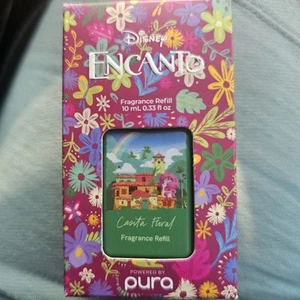 Disney
ENCANTO
Fragrance Refill
10 mL 0.33 fl oz
Casita Floral
Fragrance Refill
POWERED BY
pura